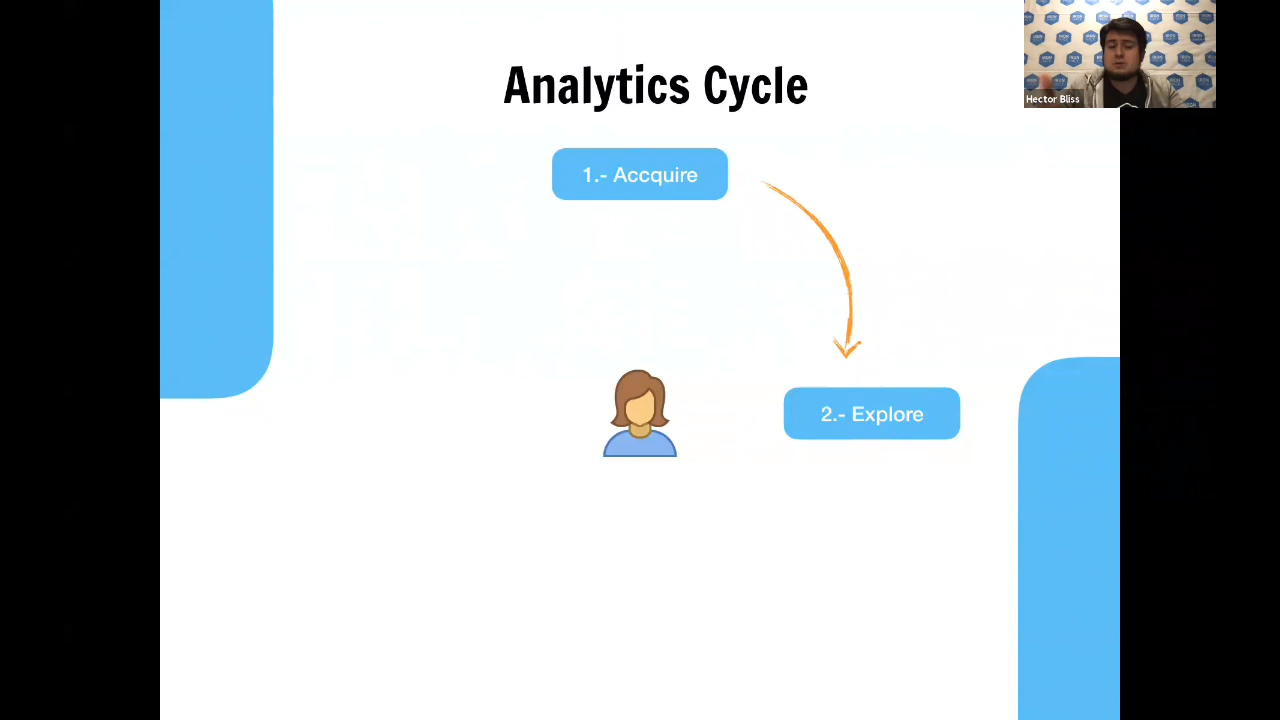 Analytics Cycle
Hector Bliss
1.- Accquire
2.- Explore